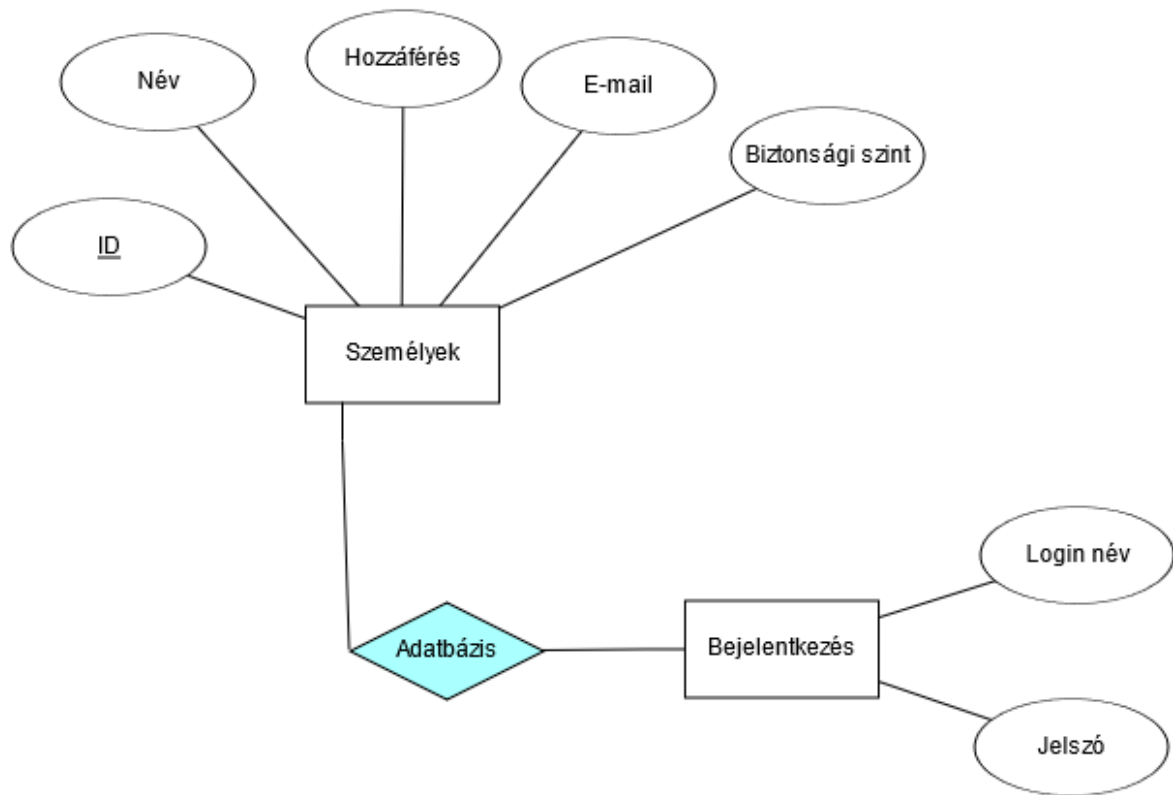 Név
Hozzáférés
E-mail
Biztonsági szint
ID
Személyek
Login név
Adatbázis
Bejelentkezés
Jelszó